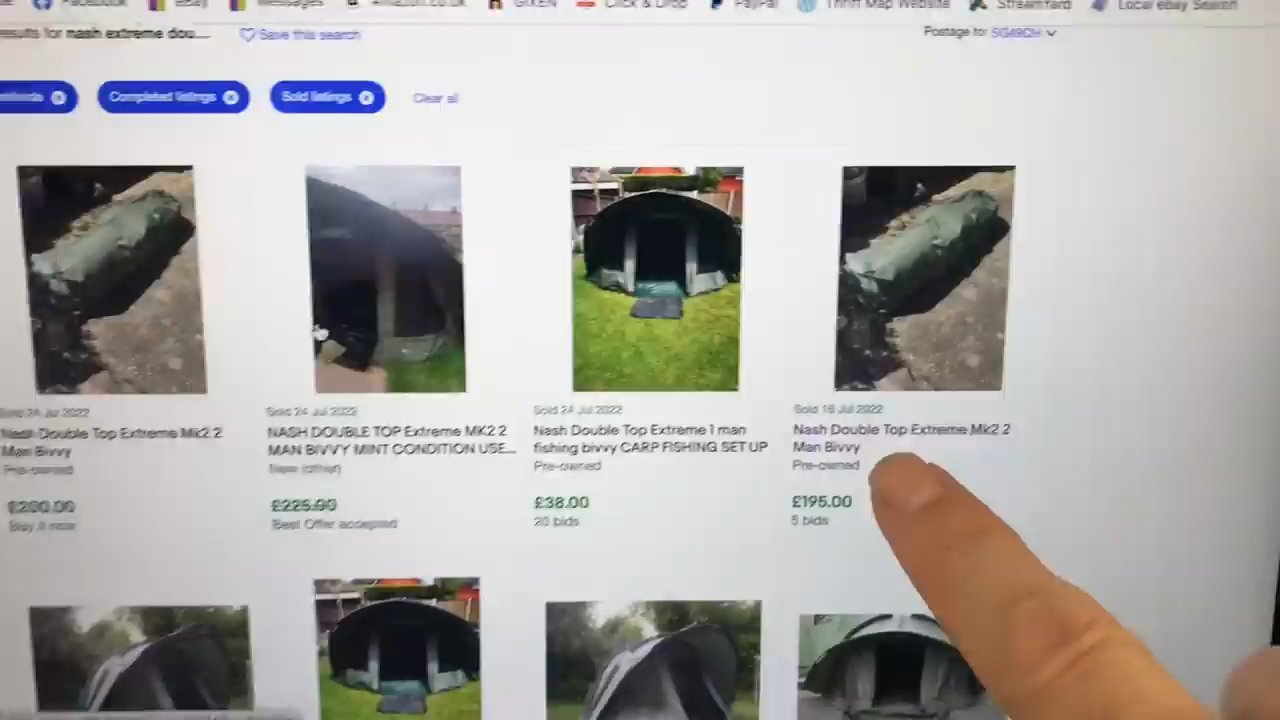 Facebook eBay Messages Amazon.co.uk GIXEN Click & Drop PayPal Thrift Map Website StreamYard Local eBay Search
nash extreme dou.... Save this search
Postage to: SG49QH
Completed listings
Sold listings
Clear all
Sold 24 Jul 2022
Nash Double Top Extreme Mk2 2
Man Bivvy
Pre-owned
£200.00
Buy it now
Sold 24 Jul 2022
NASH DOUBLE TOP Extreme MK2 2
MAN BIVVY MINT CONDITION USE...
New (other)
£225.00
Best Offer accepted
Sold 24 Jul 2022
Nash Double Top Extreme 1 man
fishing bivvy CARP FISHING SET UP
Pre-owned
£38.00
20 bids
Sold 18 Jul 2022
Nash Double Top Extreme Mk2 2
Man Bivvy
Pre-owned
£195.00
5 bids